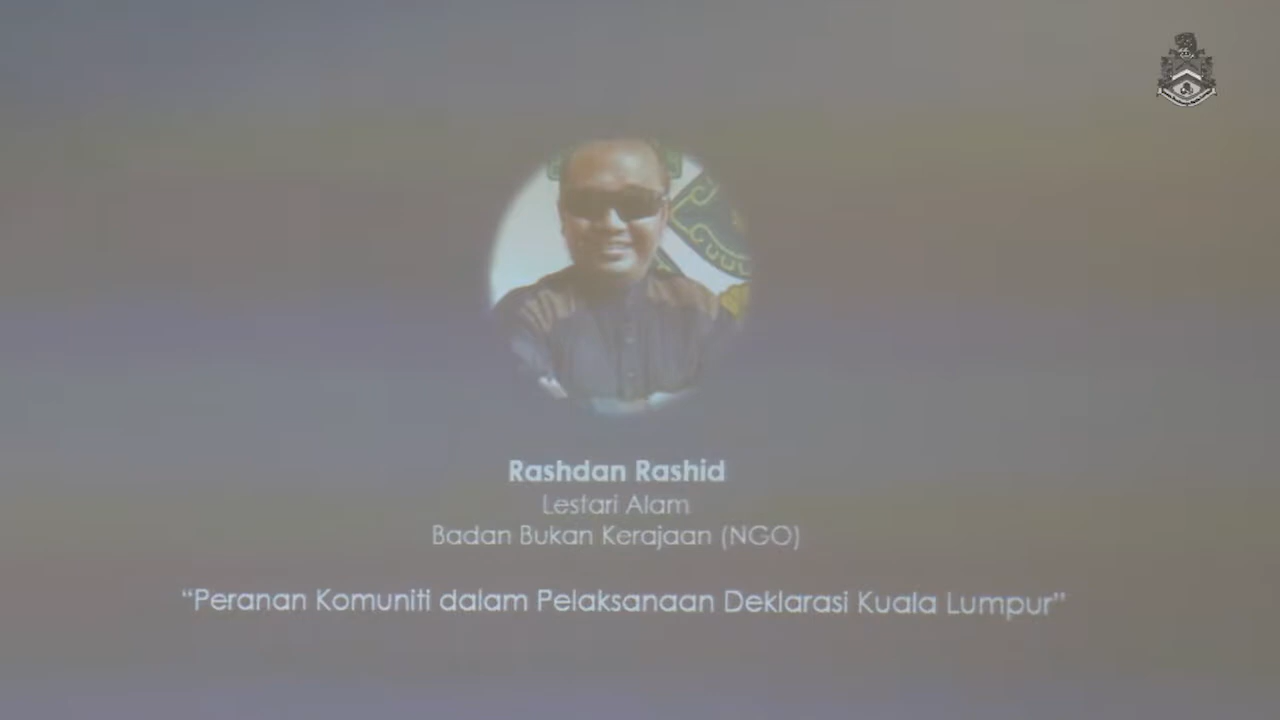 Rashdan Rashid
Lestari Alam
Badan Bukan Kerajaan (NGO)
“Peranan Komuniti dalam Pelaksanaan Deklarasi Kuala Lumpur”